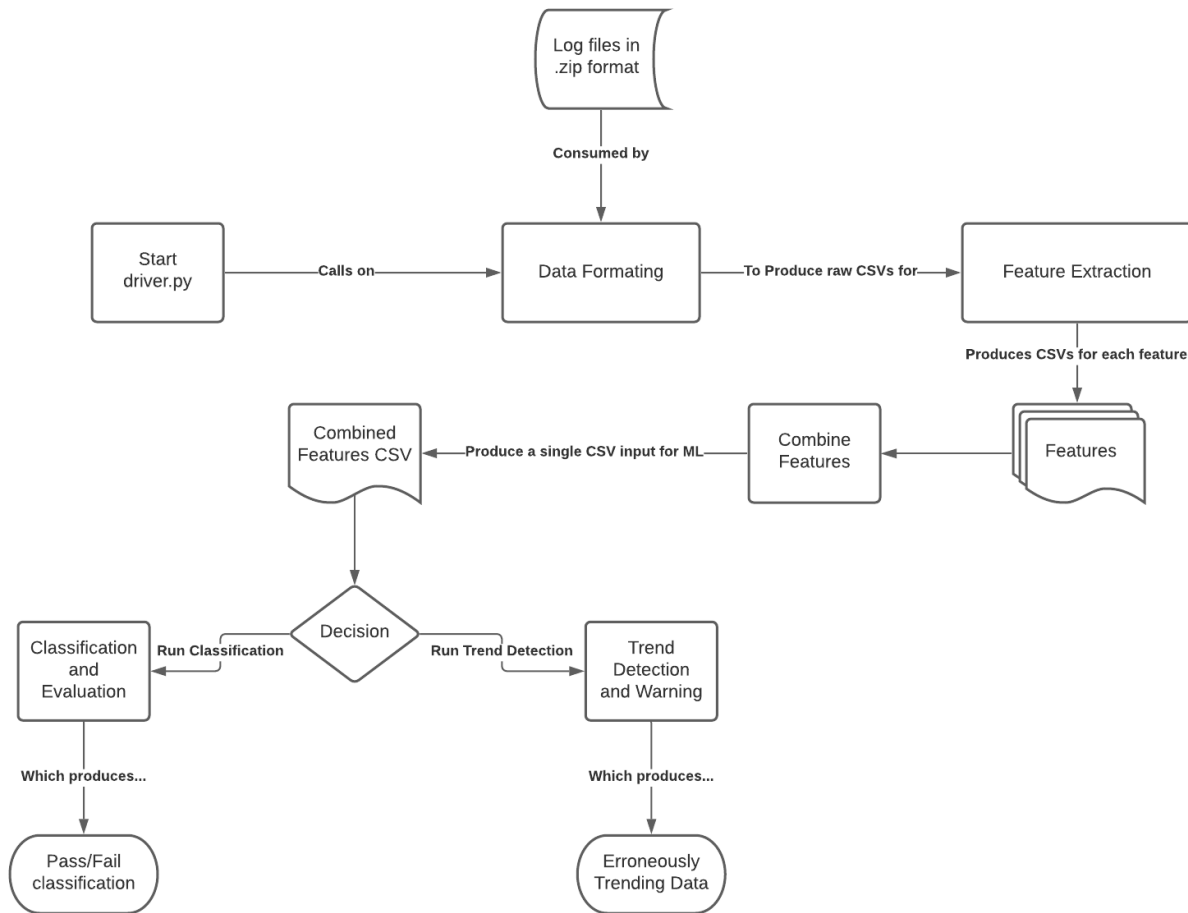 Log files in
.zip format
Consumed by
Start
driver.py
Calls on
Data Formating
To Produce raw CSVs for
Feature Extraction
Produces CSVs for each feature
Combined
Features CSV
Produce a single CSV input for ML
Combine
Features
Features
Classification
and
Evaluation
Run Classification
Decision
Run Trend Detection
Trend
Detection
and Warning
Which produces...
Which produces...
Pass/Fail
classification
Erroneously
Trending Data